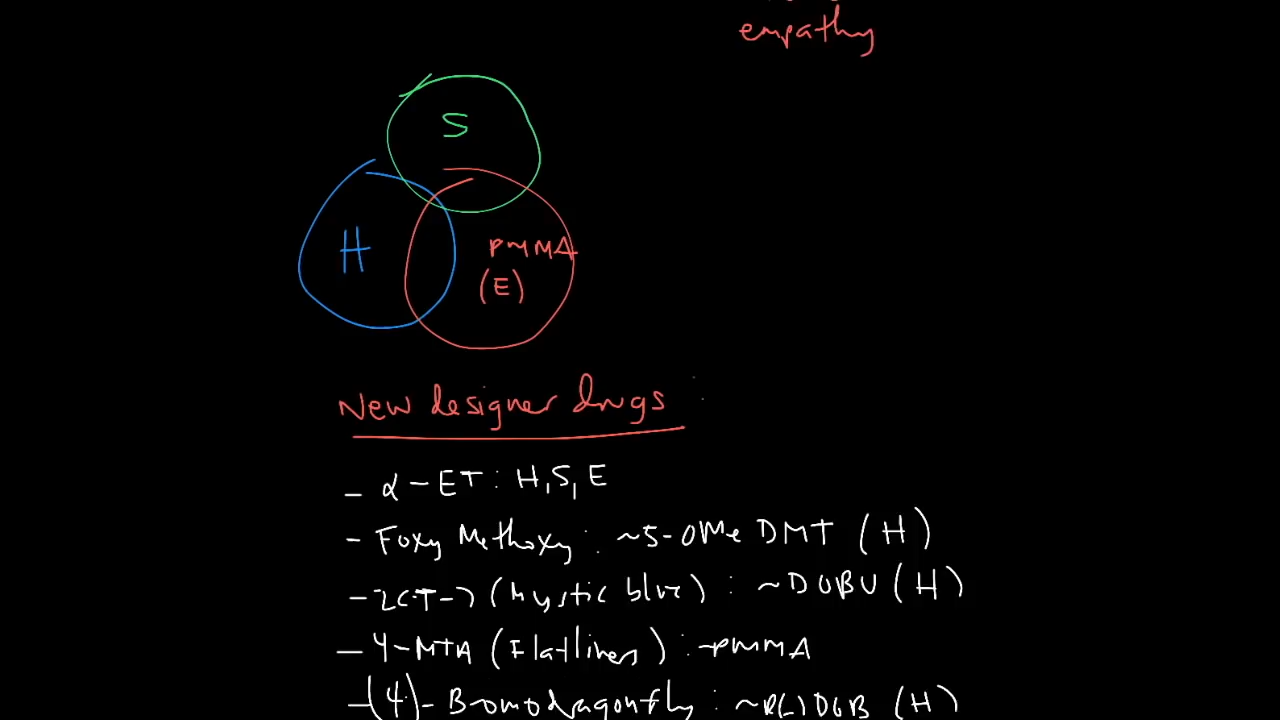 empathy
S
H
PMMA
(E)
New designer drugs :
- α-ET : H, S, E
- Foxy Methoxy : ~5-OMe DMT (H)
- 2CT-7 (Mystic blue) : ~DOBU (H)
- 4-MTA (Flatliners) : ~PMMA
- (4)- Bromodragonfly : ~R(-) DOB (H)